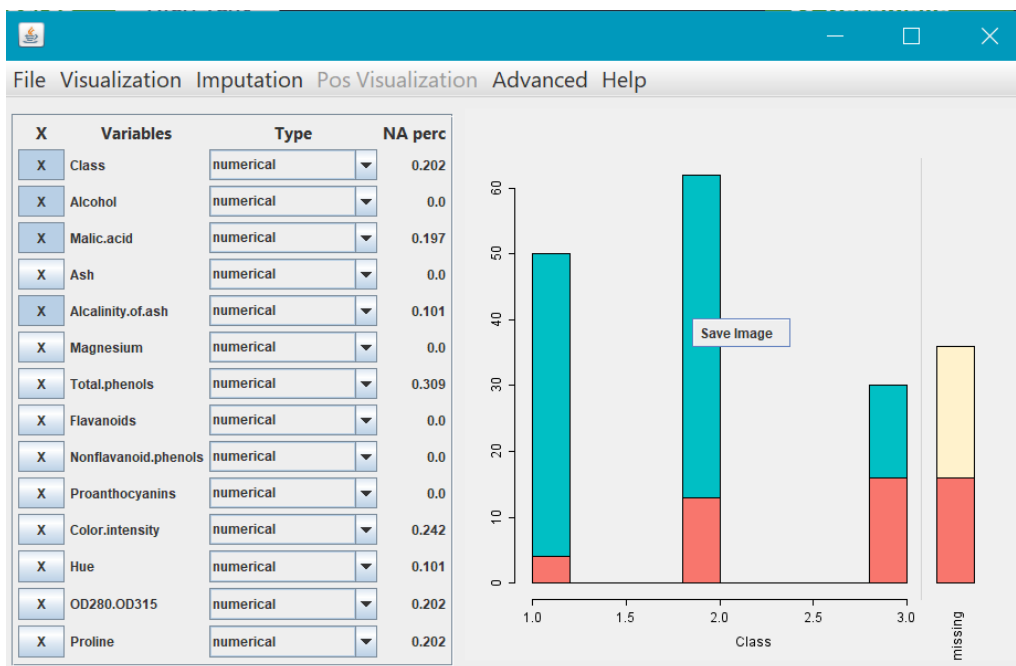 File Visualization Imputation Pos Visualization Advanced Help
X Variables Type NA perc
X Class numerical 0.202
X Alcohol numerical 0.0
X Malic.acid numerical 0.197
X Ash numerical 0.0
X Alcalinity.of.ash numerical 0.101
X Magnesium numerical 0.0
X Total.phenols numerical 0.309
X Flavanoids numerical 0.0
X Nonflavanoid.phenols numerical 0.0
X Proanthocyanins numerical 0.0
X Color.intensity numerical 0.242
X Hue numerical 0.101
X OD280.OD315 numerical 0.202
X Proline numerical 0.202
60
50
40
30
20
10
0
Save Image
1.0 1.5 2.0 2.5 3.0
Class
missing